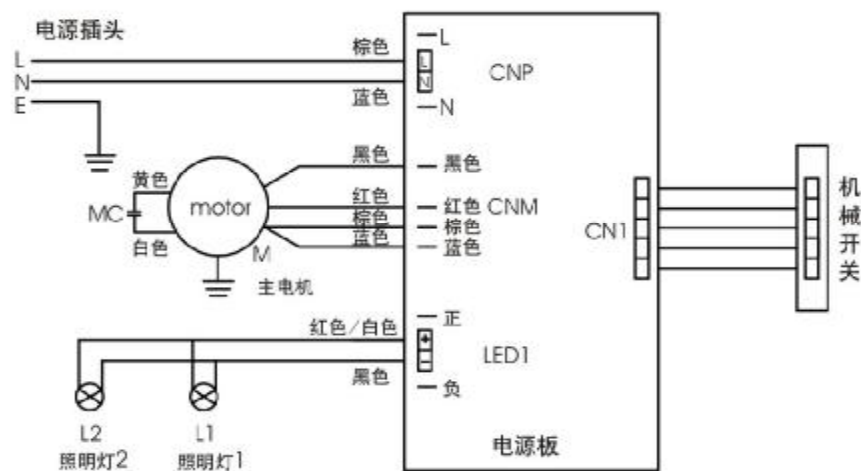 电源插头
L
N
E
棕色
蓝色
L
L
N
N
CNP
黑色
黑色
黄色
MC
白色
motor
M
主电机
红色
棕色
蓝色
红色
棕色
蓝色
CNM
CN1
机械开关
红色/白色
黑色
正
+
-
负
LED1
L2
照明灯2
L1
照明灯1
电源板